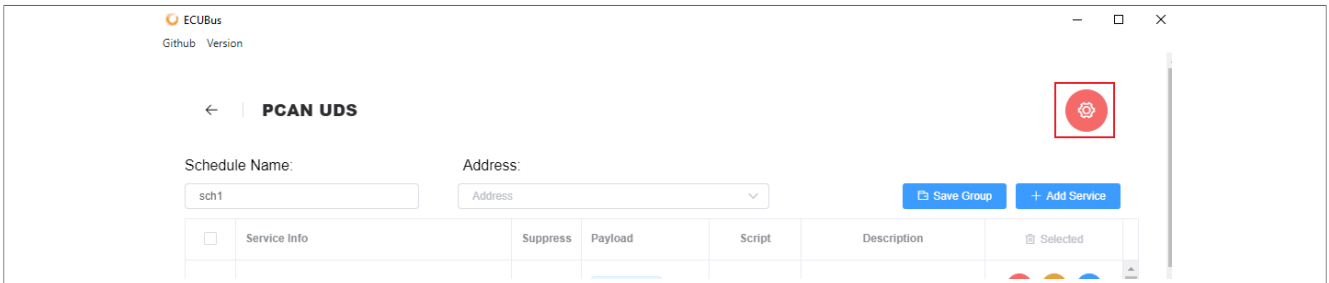 ECUBus
Github Version
PCAN UDS
Schedule Name: Address:
sch1 Address Save Group + Add Service
Service Info Suppress Payload Script Description Selected